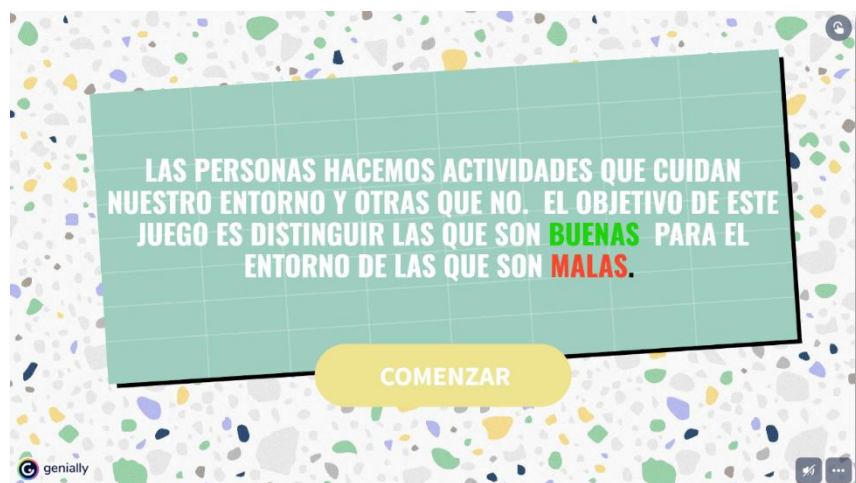 LAS PERSONAS HACEMOS ACTIVIDADES QUE CUIDAN
NUESTRO ENTORNO Y OTRAS QUE NO. EL OBJETIVO DE ESTE
JUEGO ES DISTINGUIR LAS QUE SON BUENAS PARA EL
ENTORNO DE LAS QUE SON MALAS.
COMENZAR
genially